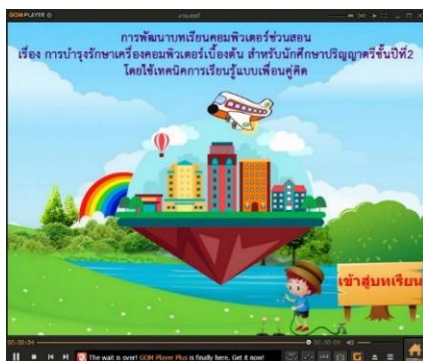 GOM PLAYER
การพัฒนาบทเรียนคอมพิวเตอร์ช่วยสอน
เรื่อง การบำรุงรักษาเครื่องคอมพิวเตอร์เบื้องต้น สำหรับนักศึกษาปริญญาตรีชั้นปีที่2
โดยใช้เทคนิคการเรียนรู้แบบเพื่อนคู่คิด
เข้าสู่บทเรียน
00:00:04
The wait is over! GOM Player Plus is finally here. Get it now!